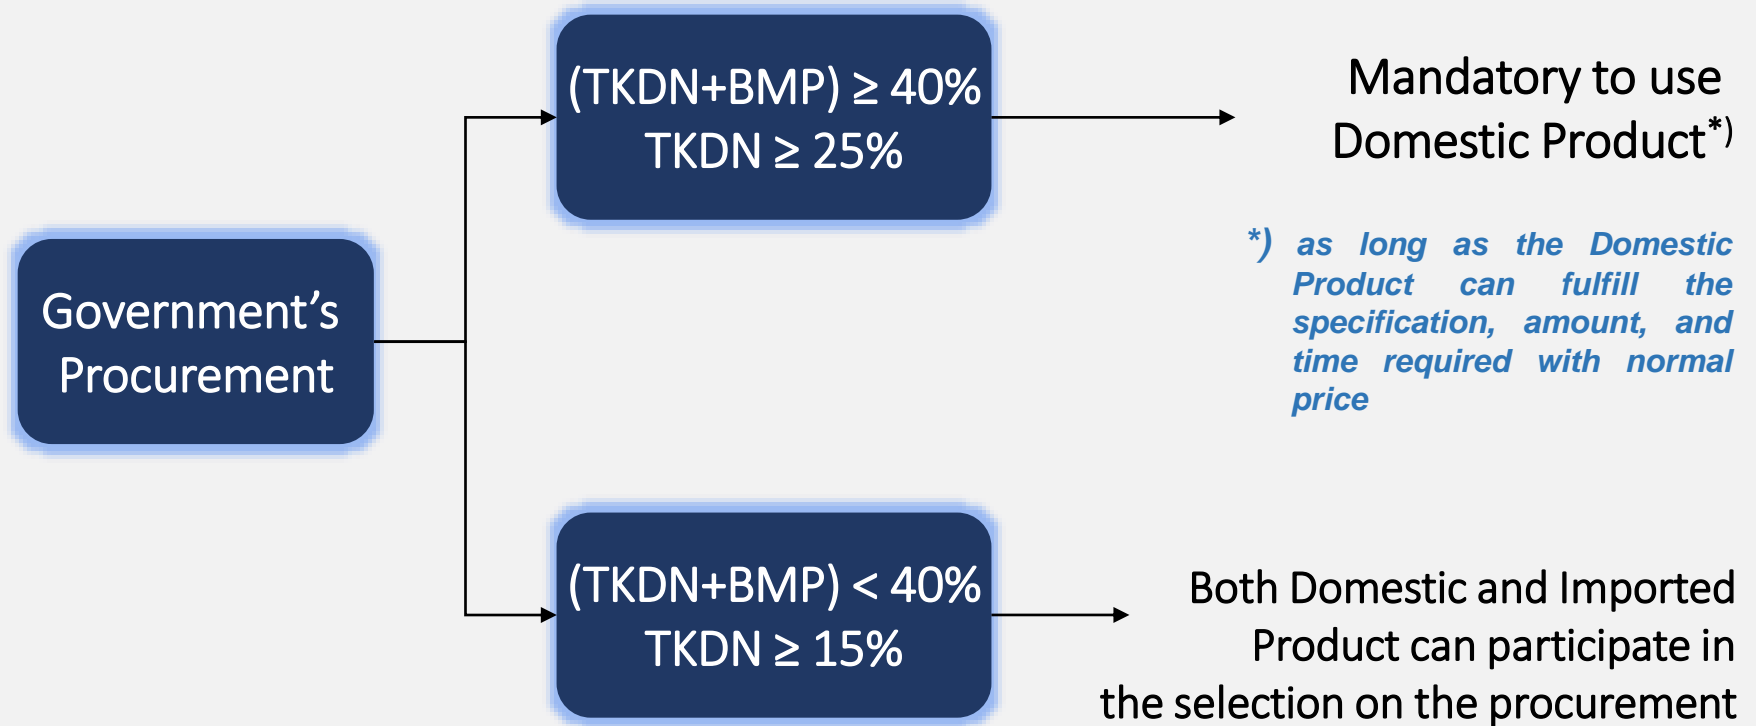 (TKDN+BMP) ≥ 40%
TKDN ≥ 25%
Mandatory to use
Domestic Product*)
*) as long as the Domestic
Product can fulfill the
specification, amount, and
time required with normal
price
Government’s
Procurement
(TKDN+BMP) < 40%
TKDN ≥ 15%
Both Domestic and Imported
Product can participate in
the selection on the procurement